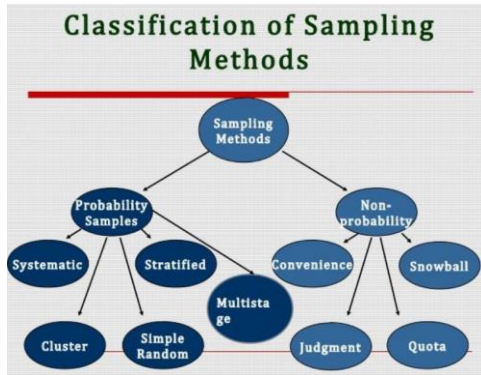 Classification of Sampling
Methods
Sampling
Methods
Probability
Samples
Non-
probability
Systematic
Stratified
Convenience
Snowball
Multista
ge
Cluster
Simple
Random
Judgment
Quota